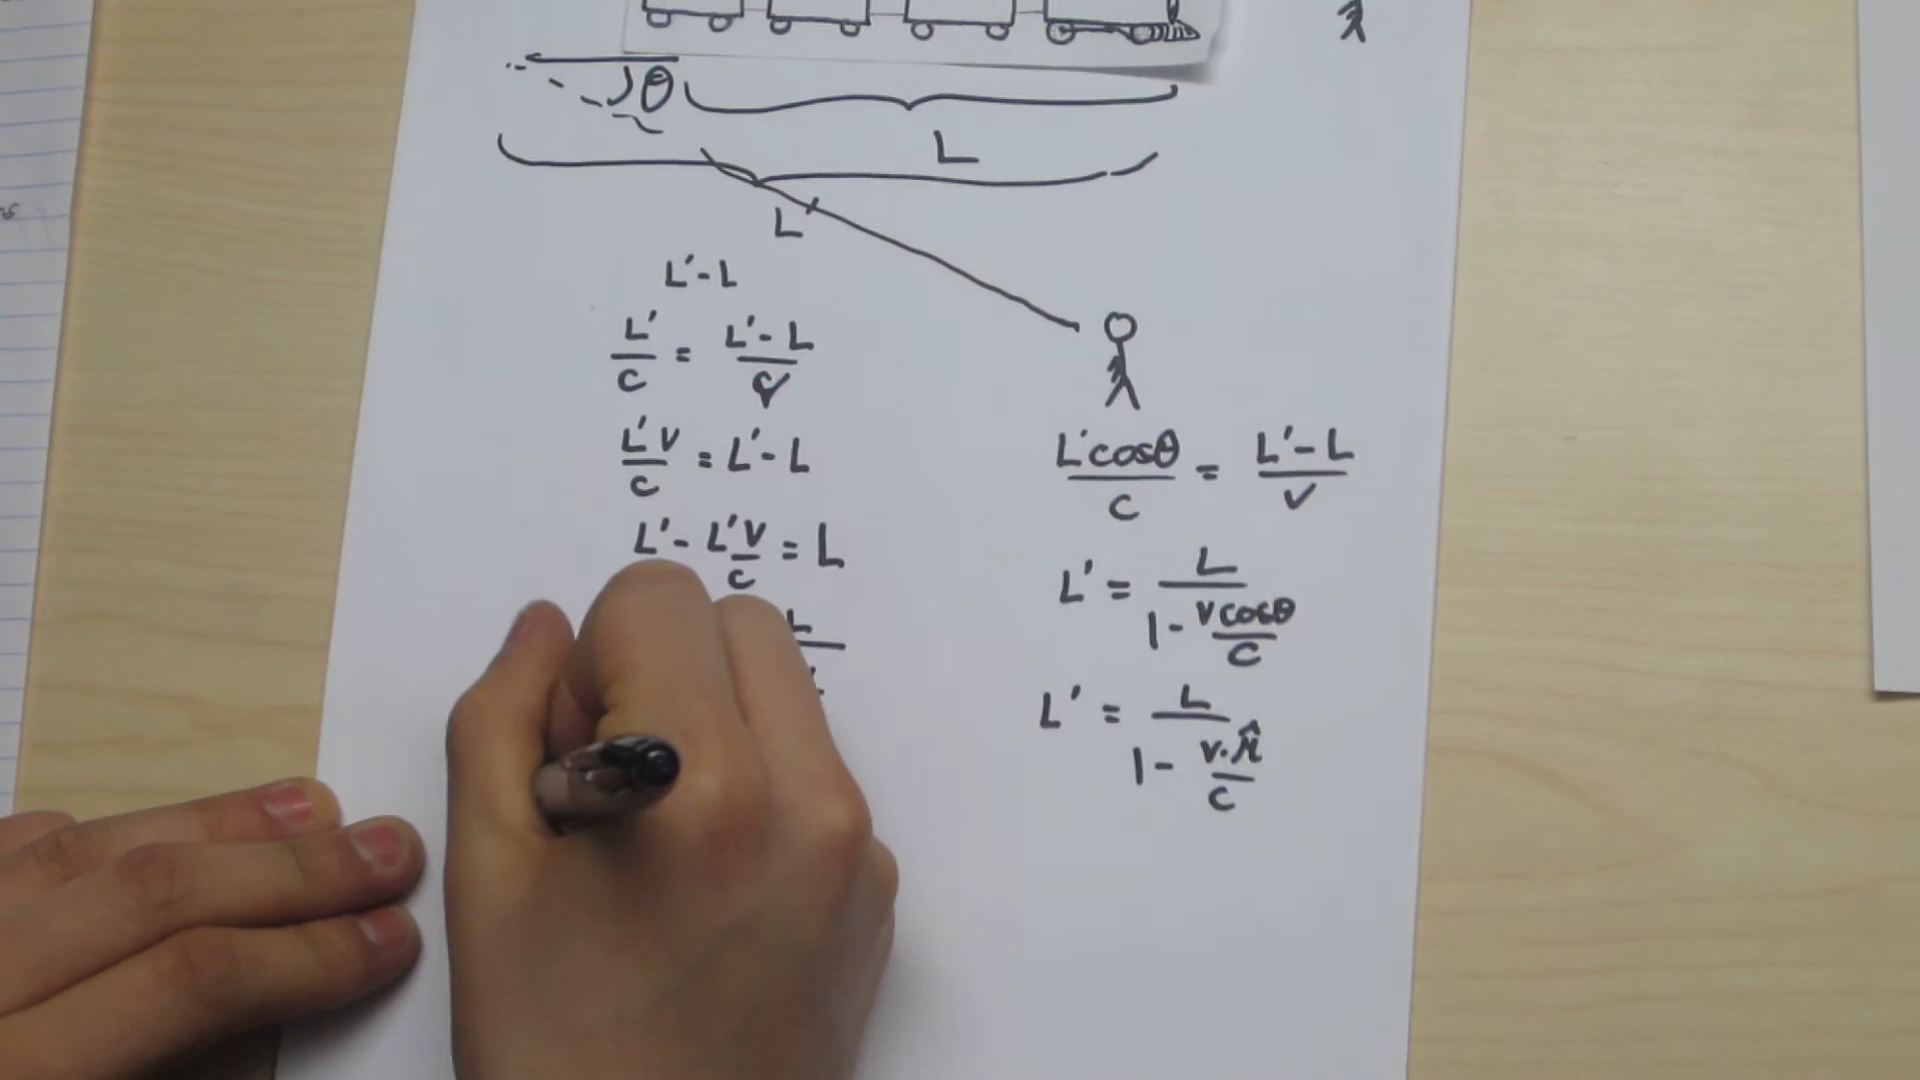 θ
L
L'
L'-L
L'/c = (L'-L)/v
L'v/c = L'-L
L' - L'v/c = L
L
L'cosθ/c = (L'-L)/v
L' = L/(1 - vcosθ/c)
L' = L/(1 - v·r̂/c)